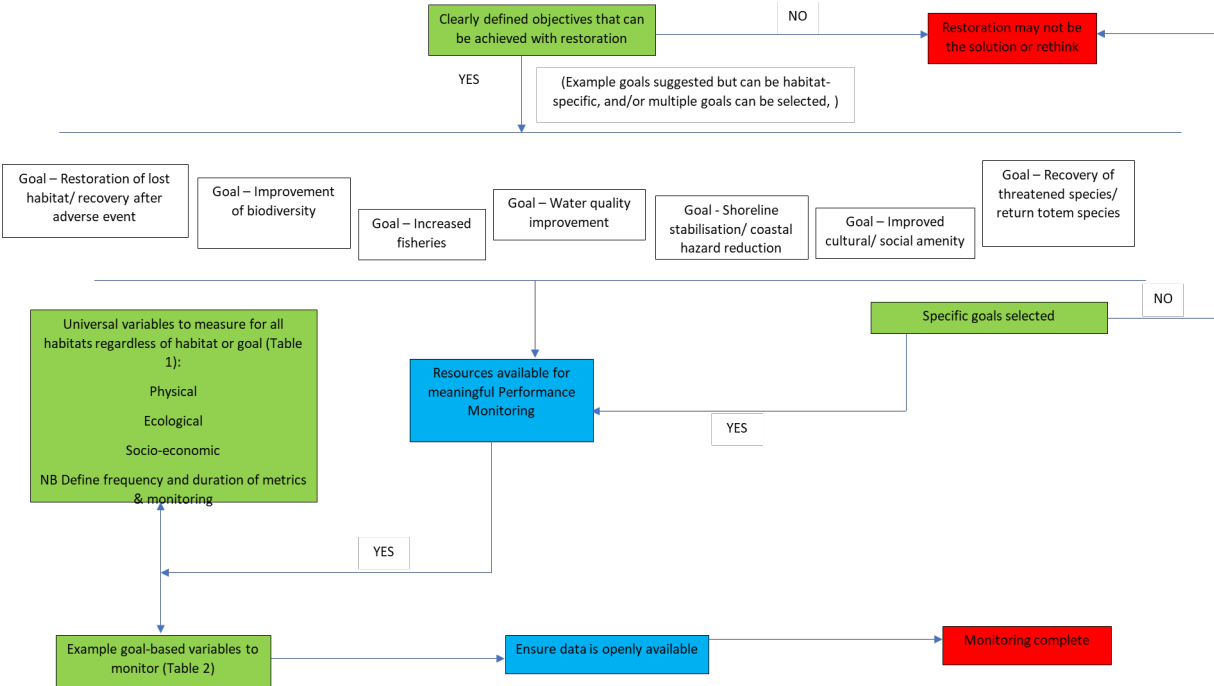 Clearly defined objectives that can
be achieved with restoration
NO
Restoration may not be
the solution or rethink
YES
(Example goals suggested but can be habitat-
specific, and/or multiple goals can be selected, )
Goal – Restoration of lost
habitat/ recovery after
adverse event
Goal – Improvement
of biodiversity
Goal – Increased
fisheries
Goal – Water quality
improvement
Goal - Shoreline
stabilisation/ coastal
hazard reduction
Goal – Improved
cultural/ social amenity
Goal – Recovery of
threatened species/
return totem species
NO
Universal variables to measure for all
habitats regardless of habitat or goal (Table
1):
Physical
Ecological
Socio-economic
NB Define frequency and duration of metrics
& monitoring
Specific goals selected
Resources available for
meaningful Performance
Monitoring
YES
YES
Example goal-based variables to
monitor (Table 2)
Ensure data is openly available
Monitoring complete